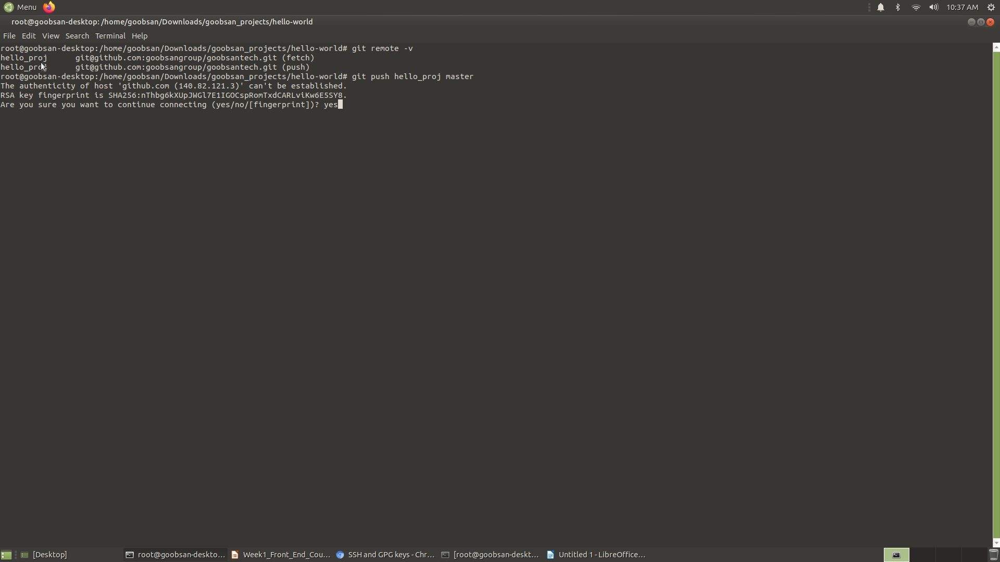 Menu
10:37 AM
root@goobsan-desktop: /home/goobsan/Downloads/goobsan_projects/hello-world
File Edit View Search Terminal Help
root@goobsan-desktop:/home/goobsan/Downloads/goobsan_projects/hello-world# git remote -v
hello_proj git@github.com:goobsangroup/goobsantech.git (fetch)
hello_proj git@github.com:goobsangroup/goobsantech.git (push)
root@goobsan-desktop:/home/goobsan/Downloads/goobsan_projects/hello-world# git push hello_proj master
The authenticity of host 'github.com (140.82.121.3)' can't be established.
RSA key fingerprint is SHA256:nThbg6kXUpJWGl7E1IGOCspRomTxdCARLviKw6E5SY8.
Are you sure you want to continue connecting (yes/no/[fingerprint])? yes
[Desktop] root@goobsan-deskto... Week1_Front_End_Cou... SSH and GPG keys - Chr... [root@goobsan-deskt... Untitled 1 - LibreOffice...